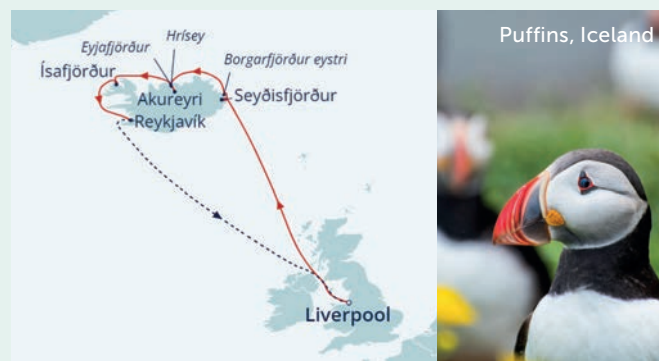 Puffins, Iceland
Eyjafjörður
Hrísey
Borgarfjörður eystri
Ísafjörður
Akureyri
Seyðisfjörður
Reykjavík
Liverpool